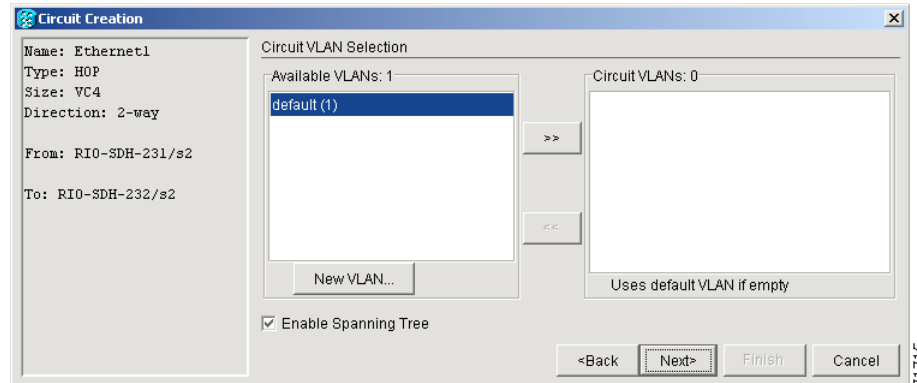 Circuit Creation
Name: Ethernet1
Type: HOP
Size: VC4
Direction: 2-way
From: RIO-SDH-231/s2
To: RIO-SDH-232/s2
Circuit VLAN Selection
Available VLANs: 1
default (1)
New VLAN...
>>
<<
Circuit VLANs: 0
Uses default VLAN if empty
Enable Spanning Tree
<Back
Next>
Finish
Cancel